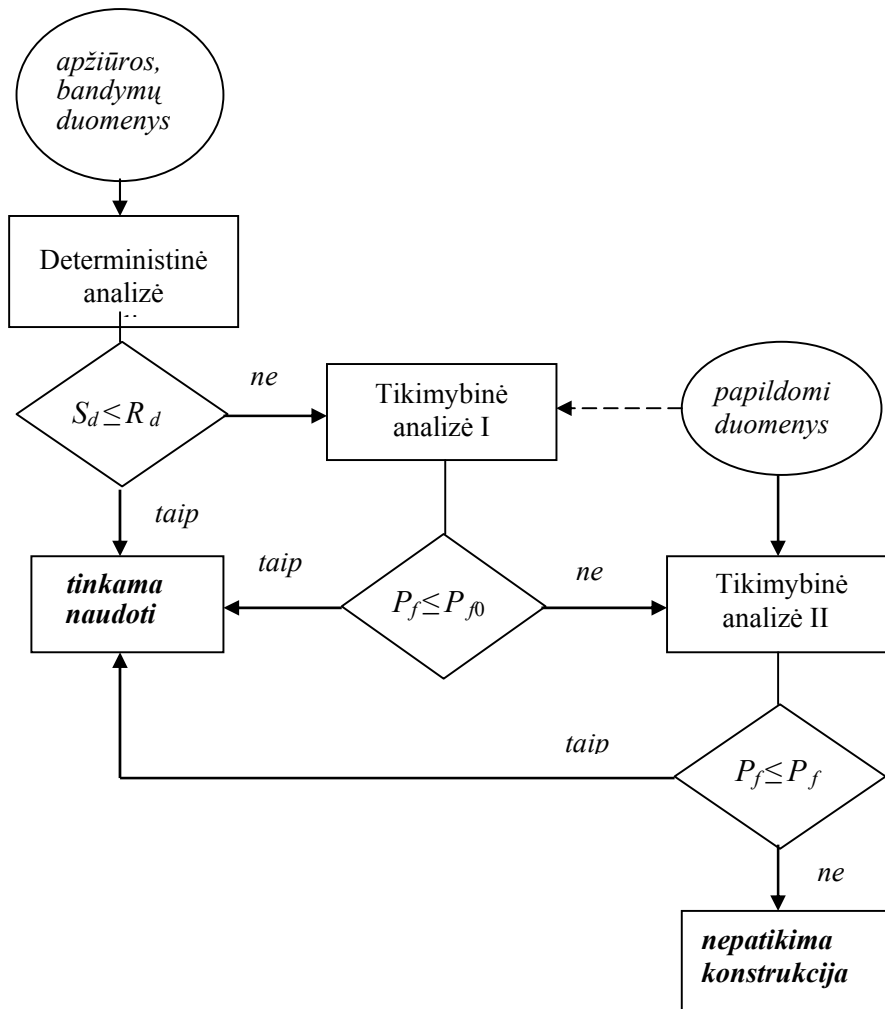 apžiūros,
bandymų
duomenys
Deterministinė
analizė
S_d ≤ R_d
ne
Tikimybinė
analizė I
papildomi
duomenys
taip
tinkama
naudoti
taip
P_f ≤ P_f0
ne
Tikimybinė
analizė II
taip
P_f ≤ P_f
ne
nepatikima
konstrukcija